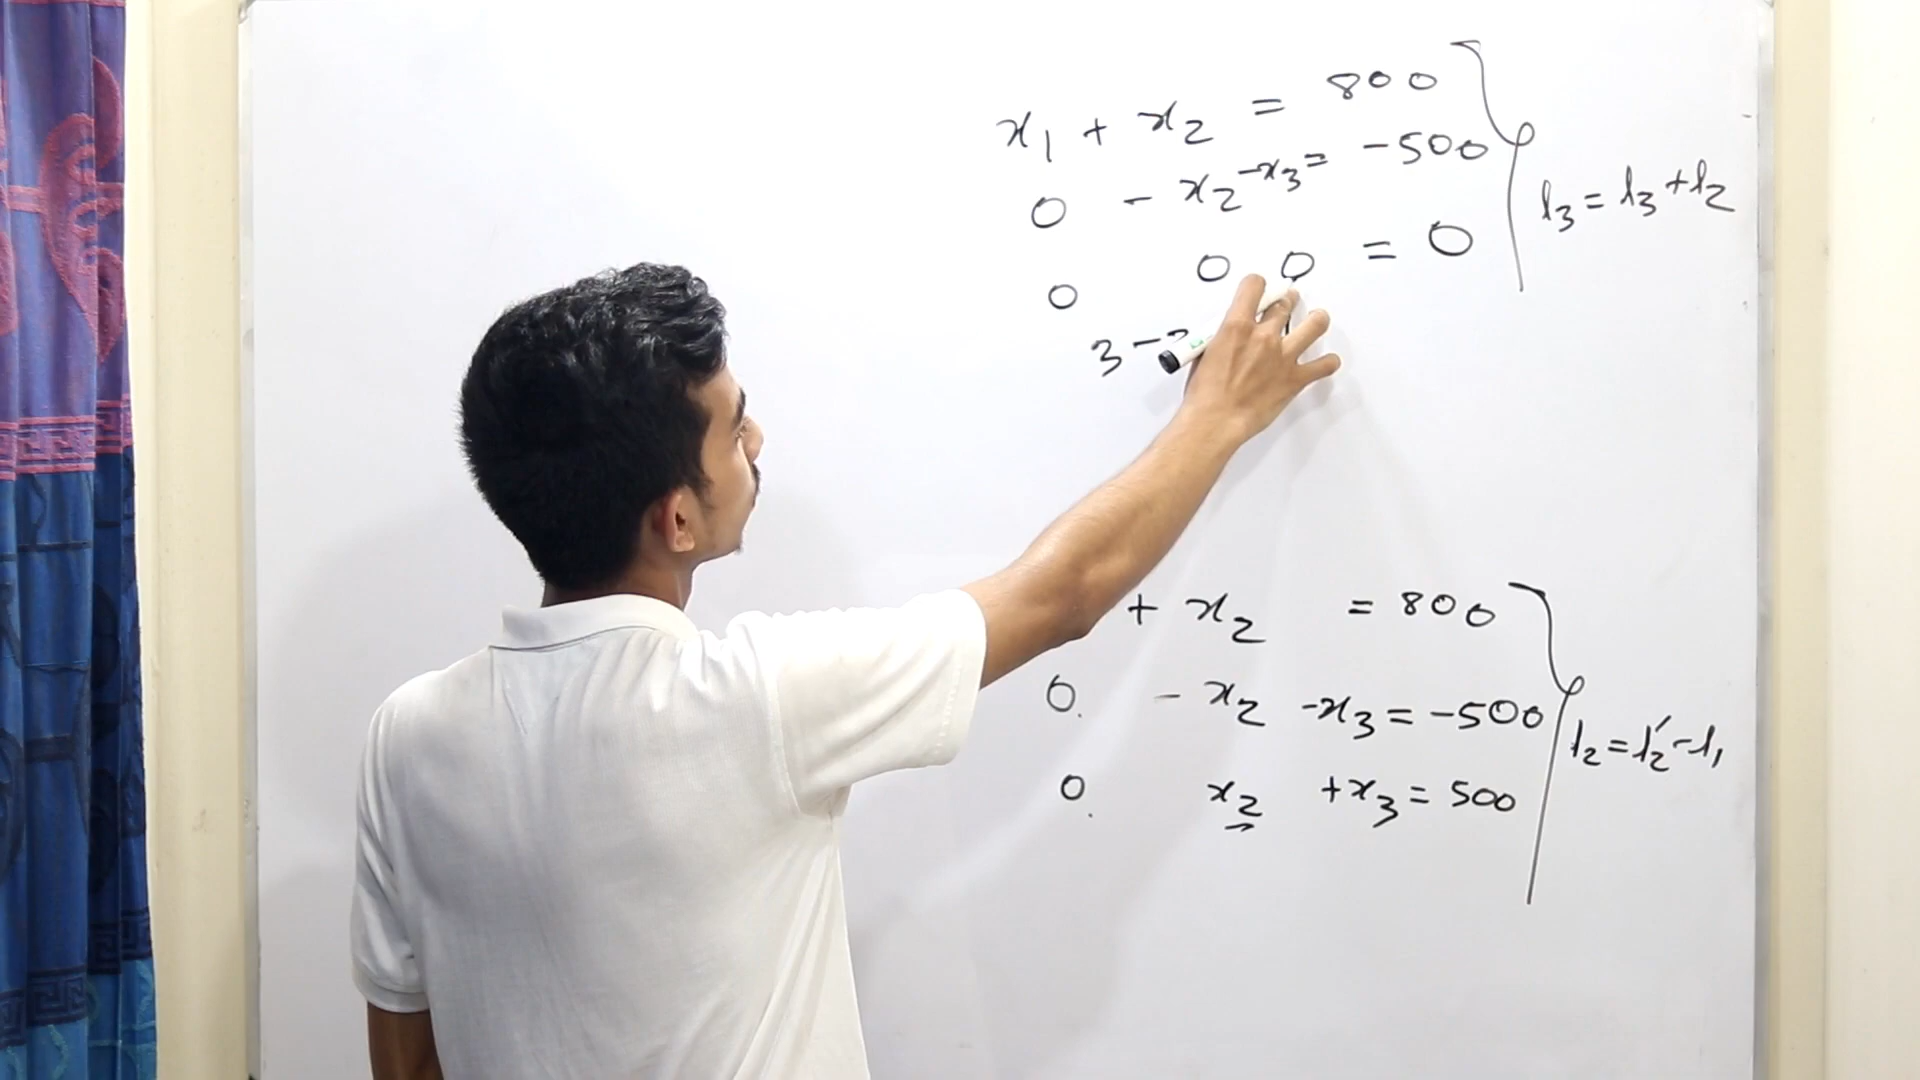 x₁ + x₂ = 800
0 - x₂ -x₃ = -500
l₃ = l₃ + l₂
0 0 0 = 0
3 -
+ x₂ = 800
0. - x₂ -x₃ = -500
l₂ = l₂′ - l₁
0. x₂ +x₃ = 500